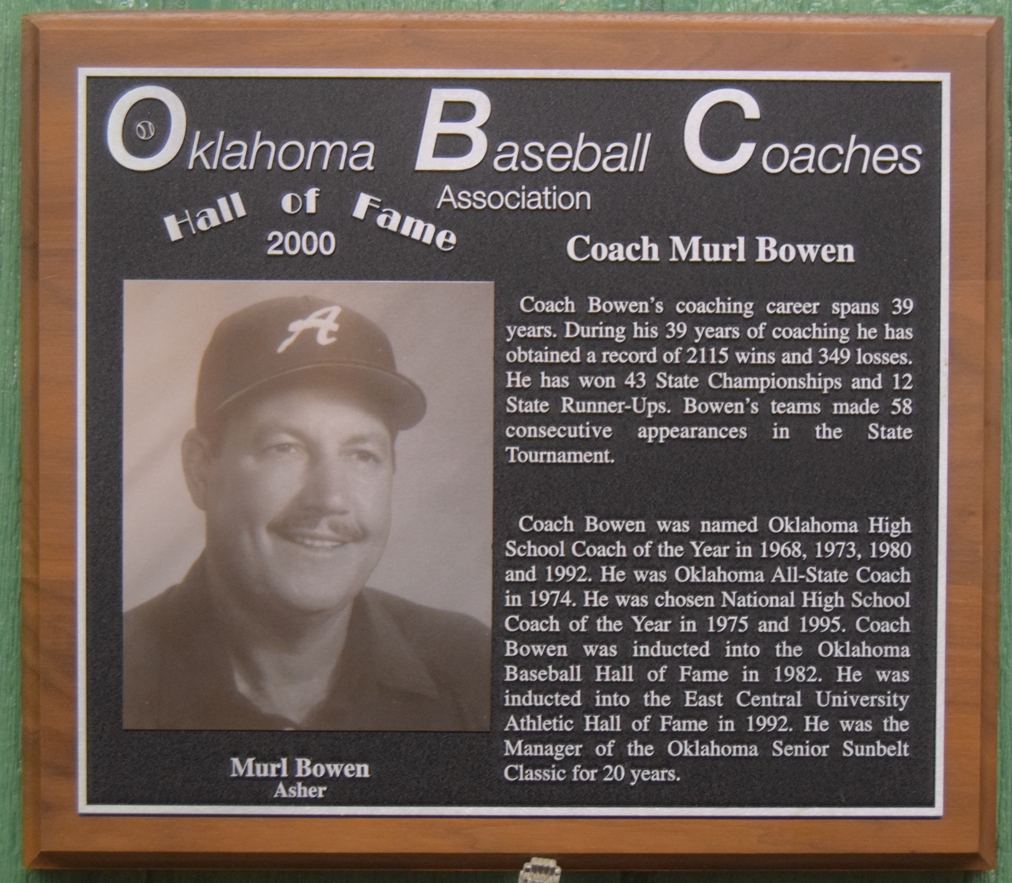 Oklahoma Baseball Coaches
Association
Hall of Fame
2000
Coach Murl Bowen
Coach Bowen's coaching career spans 39
years. During his 39 years of coaching he has
obtained a record of 2115 wins and 349 losses.
He has won 43 State Championships and 12
State Runner-Ups. Bowen's teams made 58
consecutive appearances in the State
Tournament.
Coach Bowen was named Oklahoma High
School Coach of the Year in 1968, 1973, 1980
and 1992. He was Oklahoma All-State Coach
in 1974. He was chosen National High School
Coach of the Year in 1975 and 1995. Coach
Bowen was inducted into the Oklahoma
Baseball Hall of Fame in 1982. He was
inducted into the East Central University
Athletic Hall of Fame in 1992. He was the
Manager of the Oklahoma Senior Sunbelt
Classic for 20 years.
A
Murl Bowen
Asher